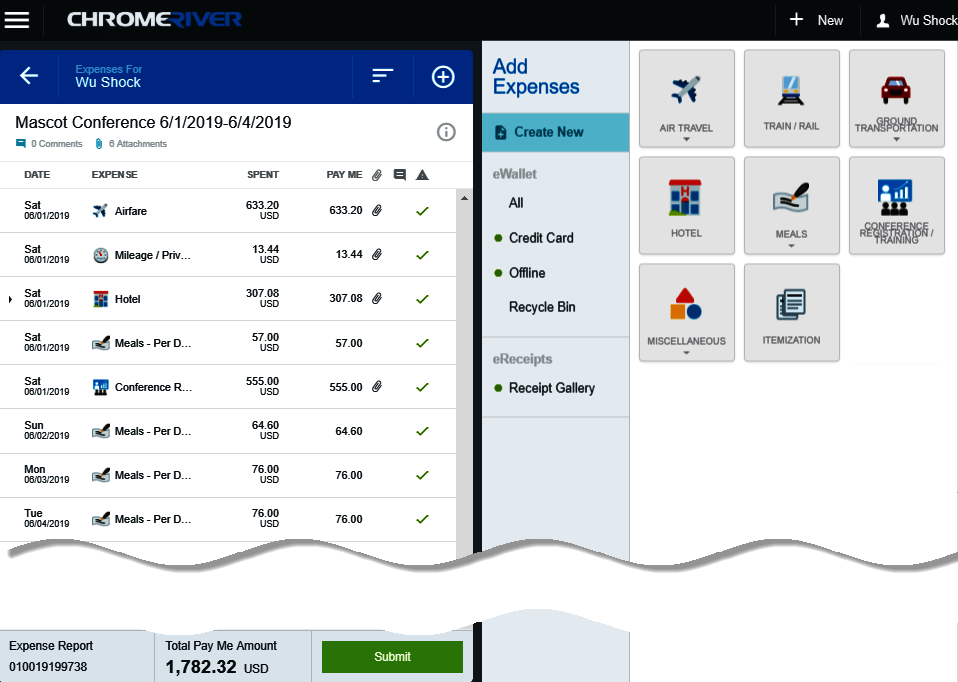 CHROMERIVER
+ New
Wu Shock
Expenses For
Wu Shock
Mascot Conference 6/1/2019-6/4/2019
0 Comments 6 Attachments
DATE EXPENSE SPENT PAY ME
Sat
06/01/2019 Airfare 633.20
USD 633.20
Sat
06/01/2019 Mileage / Priv... 13.44
USD 13.44
Sat
06/01/2019 Hotel 307.08
USD 307.08
Sat
06/01/2019 Meals - Per D... 57.00
USD 57.00
Sat
06/01/2019 Conference R... 555.00
USD 555.00
Sun
06/02/2019 Meals - Per D... 64.60
USD 64.60
Mon
06/03/2019 Meals - Per D... 76.00
USD 76.00
Tue
06/04/2019 Meals - Per D... 76.00
USD 76.00
Expense Report
010019199738
Total Pay Me Amount
1,782.32 USD
Submit
Add
Expenses
Create New
eWallet
All
Credit Card
Offline
Recycle Bin
eReceipts
Receipt Gallery
AIR TRAVEL
TRAIN / RAIL
GROUND
TRANSPORTATION
HOTEL
MEALS
CONFERENCE
REGISTRATION /
TRAINING
MISCELLANEOUS
ITEMIZATION